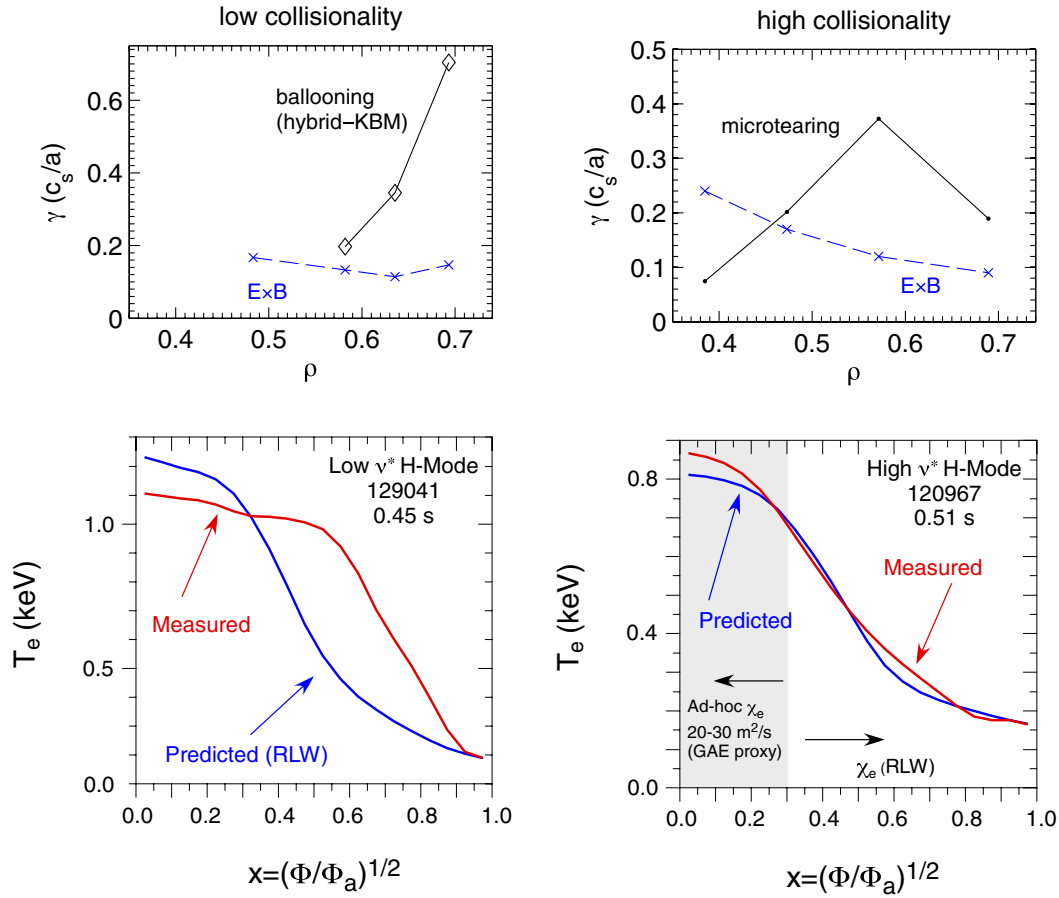 low collisionality
high collisionality
0.6
0.4
0.2
0
γ (c_s/a)
ballooning
(hybrid−KBM)
E×B
0.4 0.5 0.6 0.7
ρ
0.5
0.4
0.3
0.2
0.1
0
γ (c_s/a)
microtearing
E×B
0.4 0.5 0.6 0.7
ρ
1.0
0.5
0.0
T_e (keV)
Low ν* H-Mode
129041
0.45 s
Measured
Predicted (RLW)
0.0 0.2 0.4 0.6 0.8 1.0
x=(Φ/Φ_a)^1/2
0.8
0.4
0.0
T_e (keV)
High ν* H-Mode
120967
0.51 s
Measured
Predicted
Ad-hoc χ_e
20-30 m²/s
(GAE proxy)
χ_e (RLW)
0.0 0.2 0.4 0.6 0.8 1.0
x=(Φ/Φ_a)^1/2